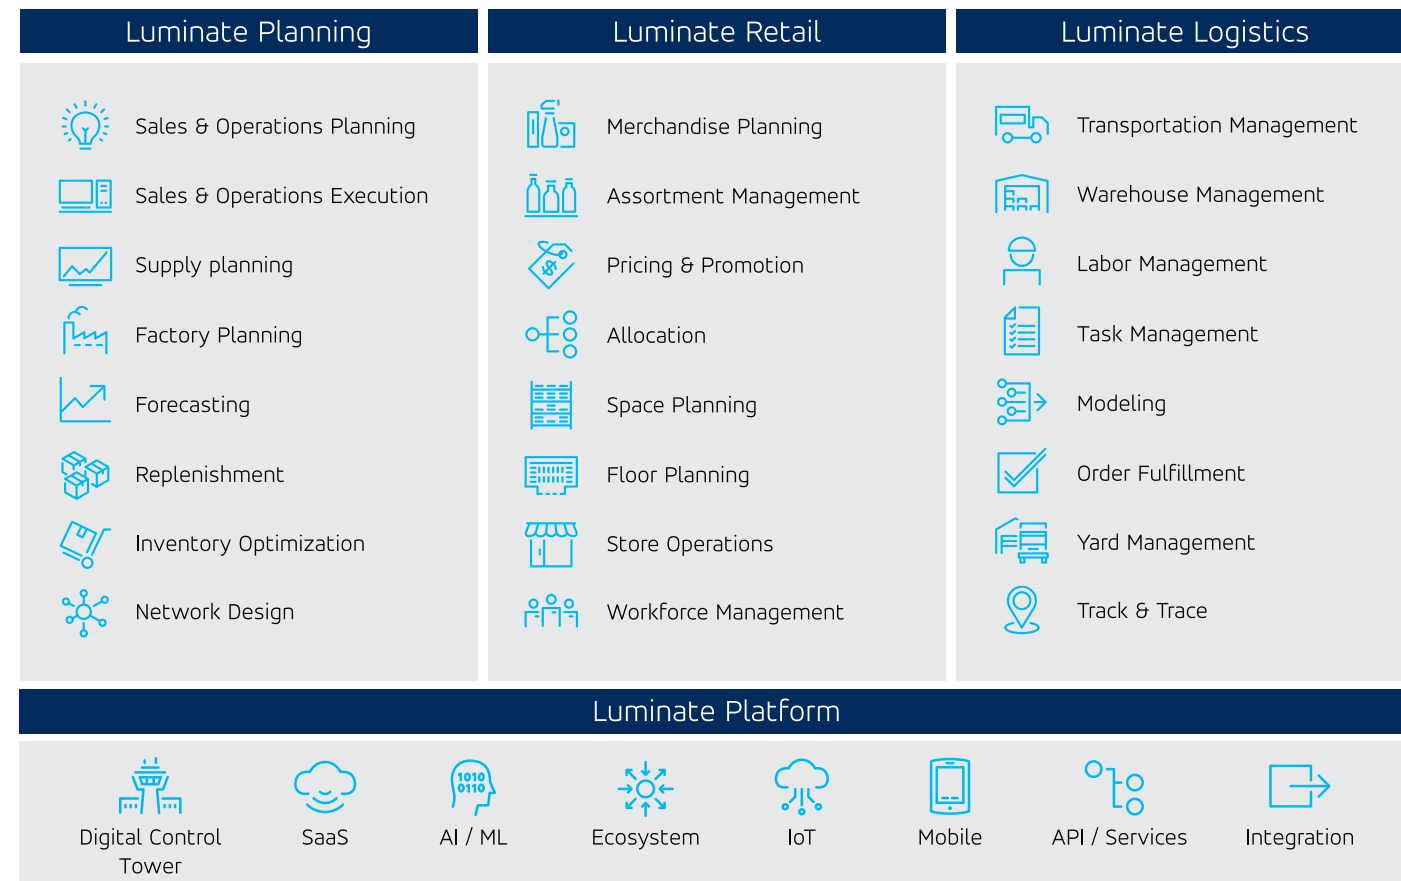 Luminate Planning
Sales & Operations Planning
Sales & Operations Execution
Supply planning
Factory Planning
Forecasting
Replenishment
Inventory Optimization
Network Design
Luminate Retail
Merchandise Planning
Assortment Management
Pricing & Promotion
$
Allocation
Space Planning
Floor Planning
Store Operations
Workforce Management
Luminate Logistics
Transportation Management
Warehouse Management
Labor Management
Task Management
Modeling
Order Fulfillment
Yard Management
Track & Trace
Luminate Platform
Digital Control
Tower
SaaS
1010
0110
AI / ML
Ecosystem
IoT
Mobile
API / Services
Integration